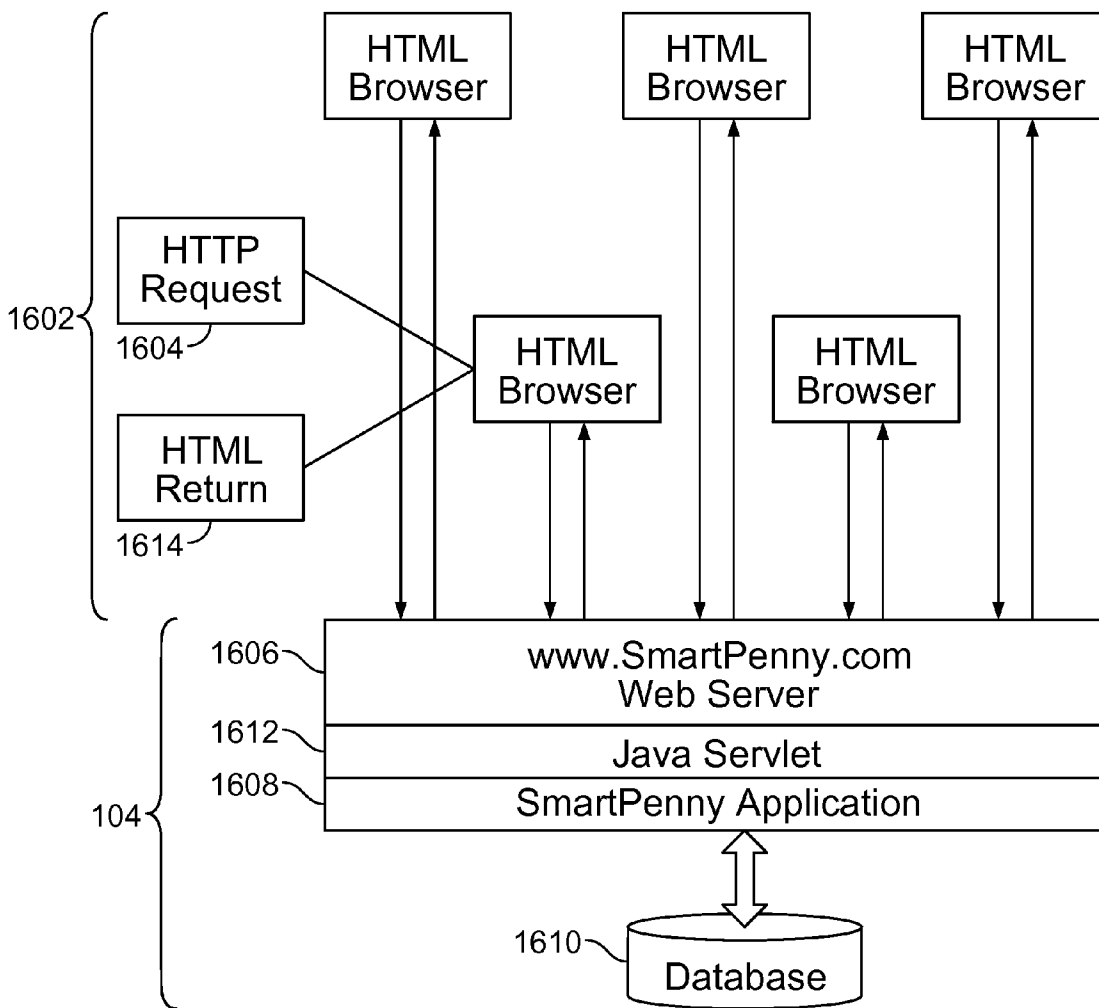 HTML
Browser
HTML
Browser
HTML
Browser
HTTP
Request
1604
1602
HTML
Browser
HTML
Browser
HTML
Return
1614
1606
www.SmartPenny.com
Web Server
1612
Java Servlet
1608
SmartPenny Application
104
1610
Database